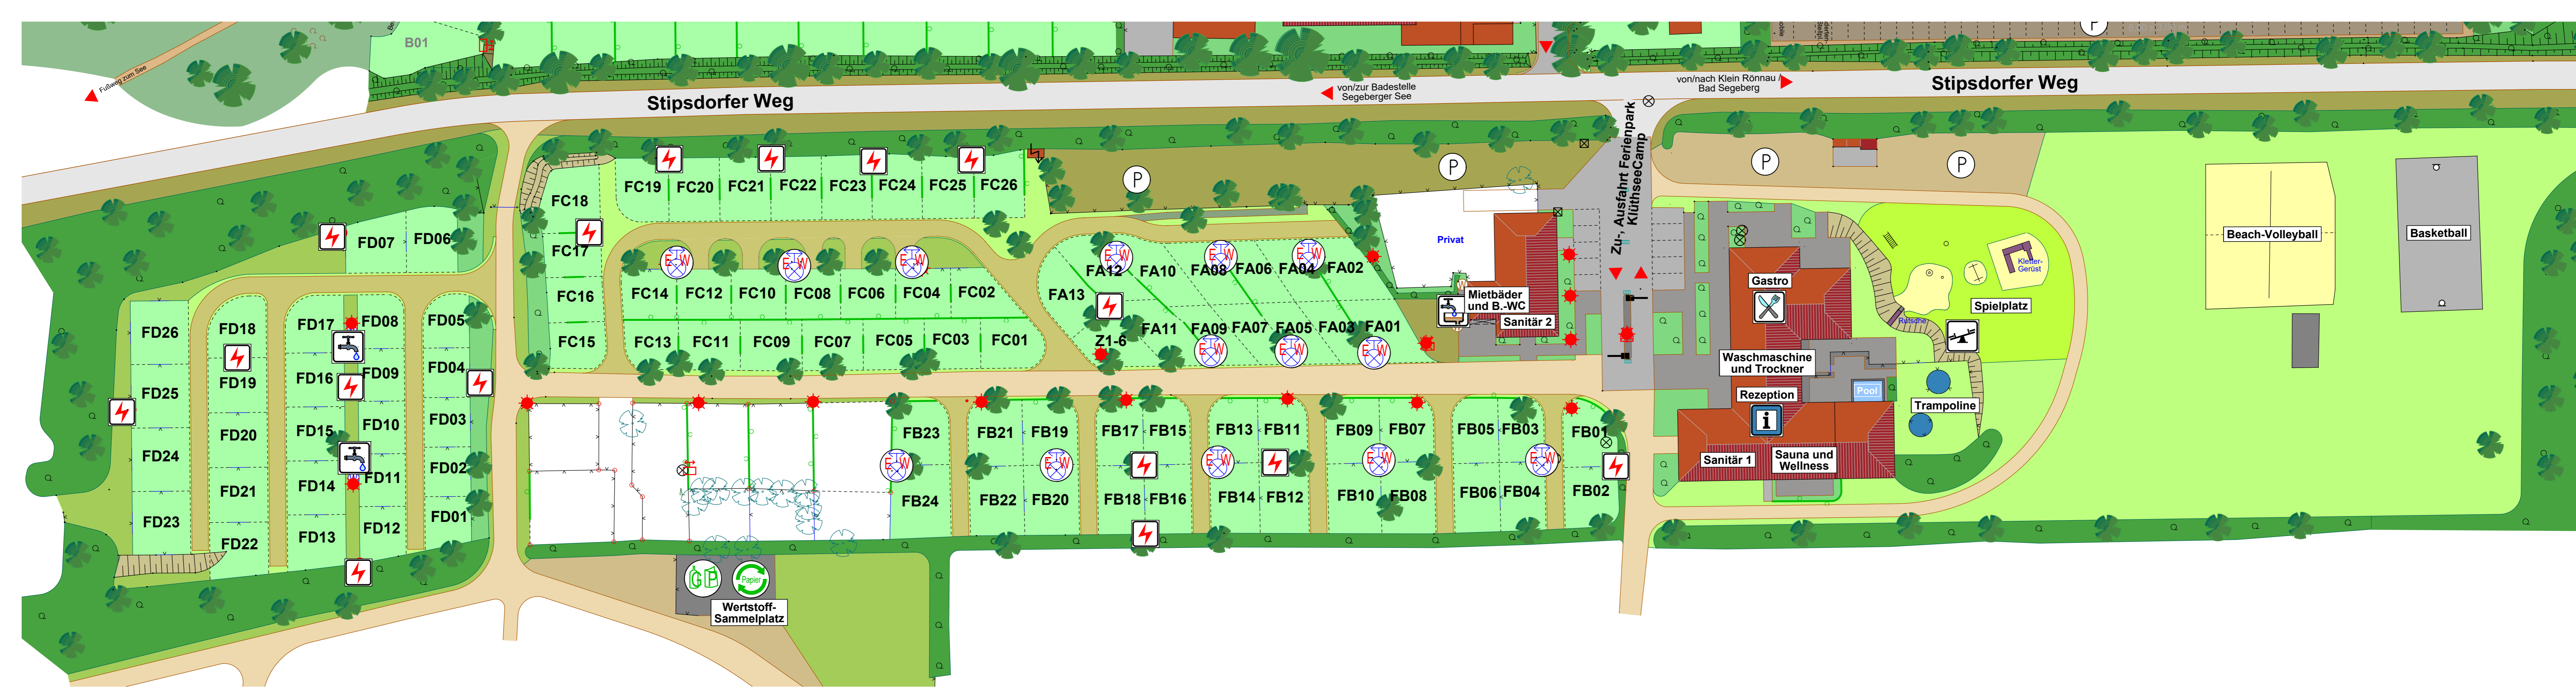 B01
Fußweg zum See
Stipsdorfer Weg
von/zur Badestelle
Segeberger See
von/nach Klein Rönnau /
Bad Segeberg
Stipsdorfer Weg
P
Zu-, Ausfahrt Ferienpark
KlüthseeCamp
P
P
P
P
FC19
FC20
FC21
FC22
FC23
FC24
FC25
FC26
FC18
FC17
FC16
FC15
FC14
FC12
FC10
FC08
FC06
FC04
FC02
FC13
FC11
FC09
FC07
FC05
FC03
FC01
FA12
FA10
FA08
FA06
FA04
FA02
FA13
FA11
FA09
FA07
FA05
FA03
FA01
Z1-6
E W
E W
E W
E W
E W
E W
E W
E W
E W
Privat
Mietbäder
und B.-WC
Sanitär 2
Gastro
Waschmaschine
und Trockner
Rezeption
i
Pool
Sanitär 1
Sauna und
Wellness
Kletter-
Gerüst
Spielplatz
Rutsche
Trampoline
Beach-Volleyball
Basketball
FD07
FD06
FD26
FD25
FD24
FD23
FD18
FD19
FD20
FD21
FD22
FD17
FD16
FD15
FD14
FD13
FD08
FD09
FD10
FD11
FD12
FD05
FD04
FD03
FD02
FD01
FB23
FB21
FB19
FB17
FB15
FB13
FB11
FB09
FB07
FB05
FB03
FB01
E W
E W
E W
E W
E W
FB24
FB22
FB20
FB18
FB16
FB14
FB12
FB10
FB08
FB06
FB04
FB02
G P
Papier
Wertstoff-
Sammelplatz